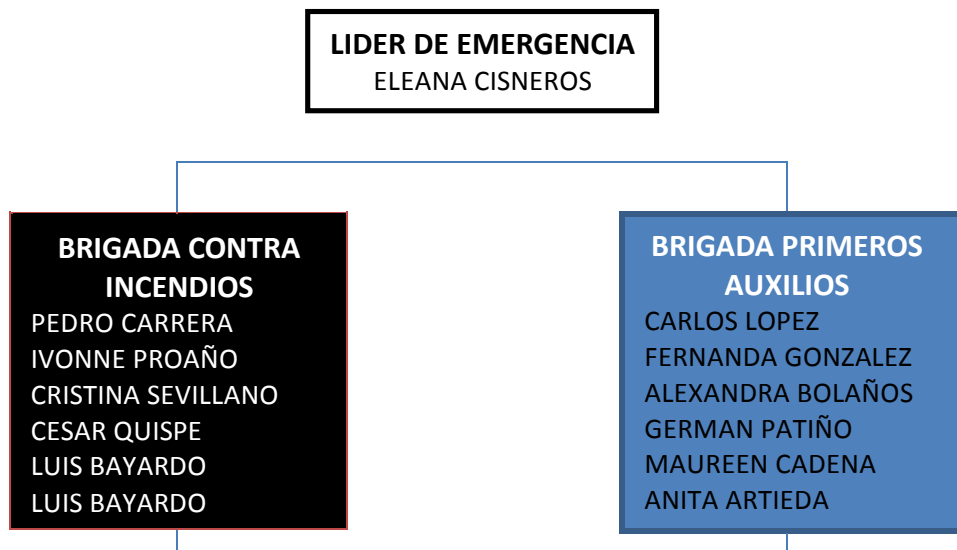 LIDER DE EMERGENCIA
ELEANA CISNEROS
BRIGADA CONTRA
INCENDIOS
PEDRO CARRERA
IVONNE PROAÑO
CRISTINA SEVILLANO
CESAR QUISPE
LUIS BAYARDO
LUIS BAYARDO
BRIGADA PRIMEROS
AUXILIOS
CARLOS LOPEZ
FERNANDA GONZALEZ
ALEXANDRA BOLAÑOS
GERMAN PATIÑO
MAUREEN CADENA
ANITA ARTIEDA